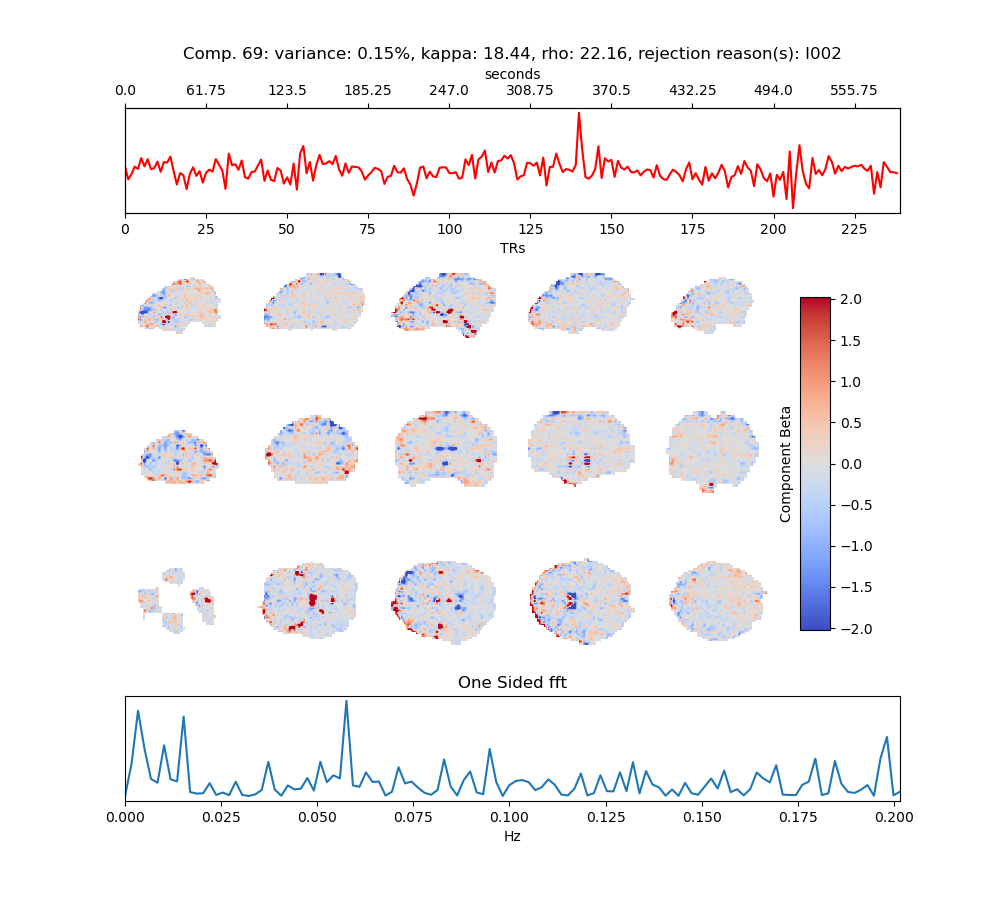 Comp. 69: variance: 0.15%, kappa: 18.44, rho: 22.16, rejection reason(s): I002
seconds
0.0 61.75 123.5 185.25 247.0 308.75 370.5 432.25 494.0 555.75
0 25 50 75 100 125 150 175 200 225
TRs
2.0
1.5
1.0
0.5
0.0
−0.5
−1.0
−1.5
−2.0
Component Beta
One Sided fft
0.000 0.025 0.050 0.075 0.100 0.125 0.150 0.175 0.200
Hz